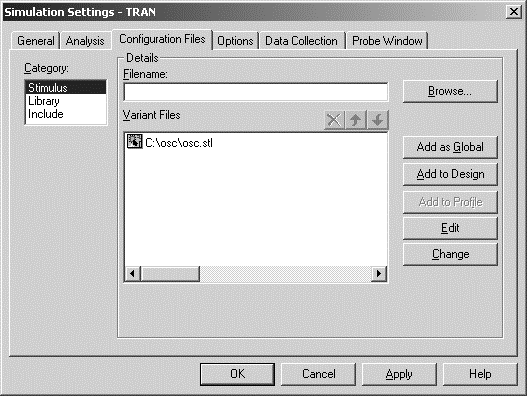 Simulation Settings - TRAN
General Analysis Configuration Files Options Data Collection Probe Window
Category:
Stimulus
Library
Include
Details
Filename:
Browse...
Variant Files
C:\osc\osc.stl
Add as Global
Add to Design
Add to Profile
Edit
Change
OK Cancel Apply Help